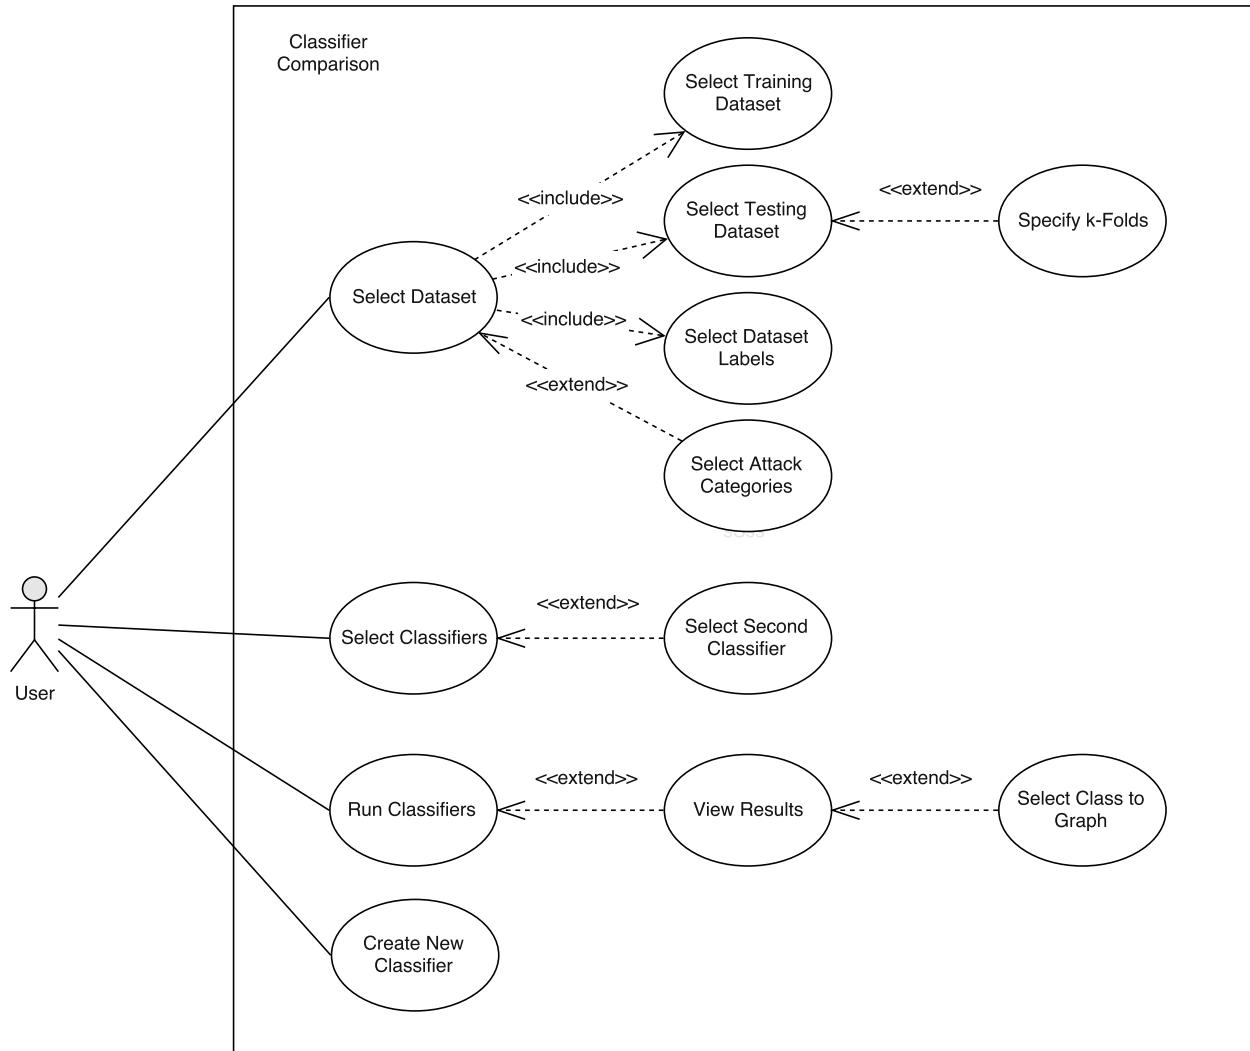 Classifier
Comparison
Select Training
Dataset
<<include>>
Select Testing
Dataset
<<extend>>
Specify k-Folds
<<include>>
Select Dataset
<<include>>
Select Dataset
Labels
<<extend>>
Select Attack
Categories
User
Select Classifiers
<<extend>>
Select Second
Classifier
Run Classifiers
<<extend>>
View Results
<<extend>>
Select Class to
Graph
Create New
Classifier